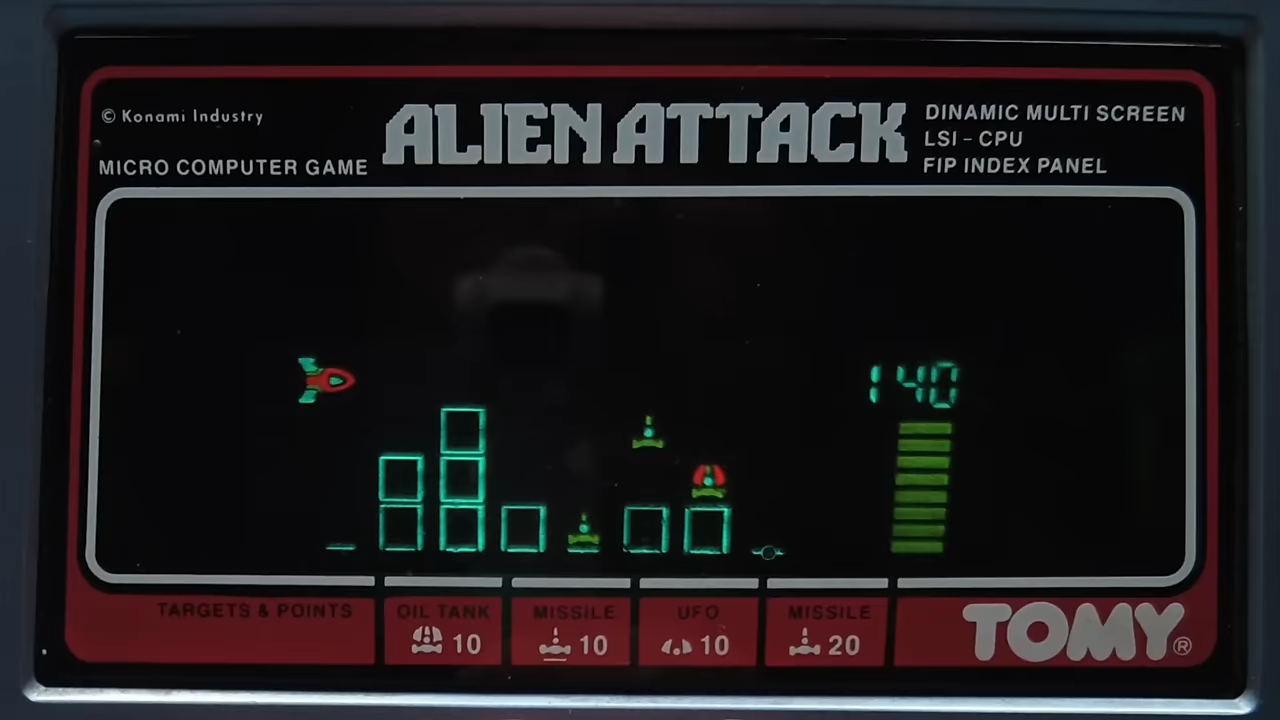 © Konami Industry
MICRO COMPUTER GAME
ALIEN ATTACK
DINAMIC MULTI SCREEN
LSI - CPU
FIP INDEX PANEL
140
TARGETS & POINTS
OIL TANK
10
MISSILE
10
UFO
10
MISSILE
20
TOMY®